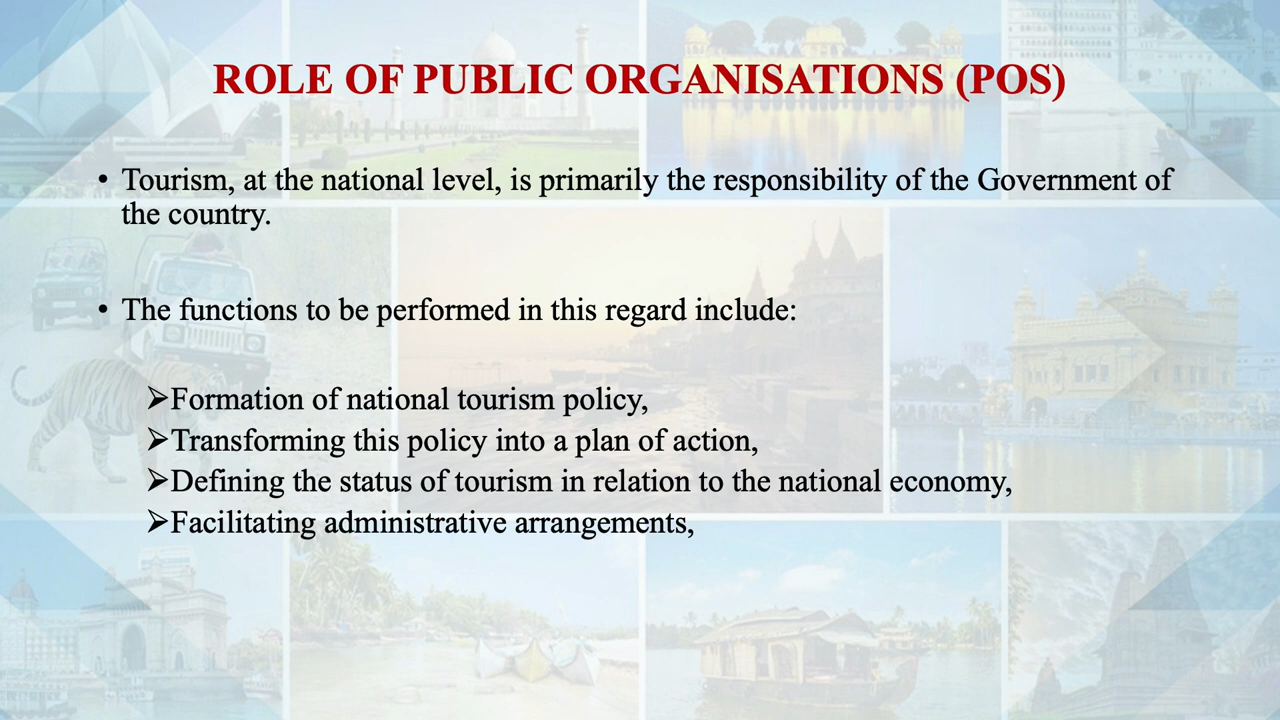 ROLE OF PUBLIC ORGANISATIONS (POS)
• Tourism, at the national level, is primarily the responsibility of the Government of
the country.
• The functions to be performed in this regard include:
➢Formation of national tourism policy,
➢Transforming this policy into a plan of action,
➢Defining the status of tourism in relation to the national economy,
➢Facilitating administrative arrangements,